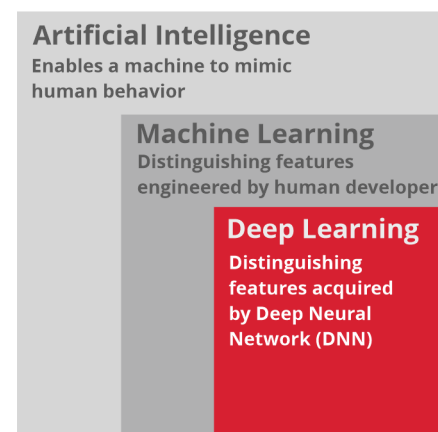 Artificial Intelligence
Enables a machine to mimic
human behavior
Machine Learning
Distinguishing features
engineered by human developer
Deep Learning
Distinguishing
features acquired
by Deep Neural
Network (DNN)